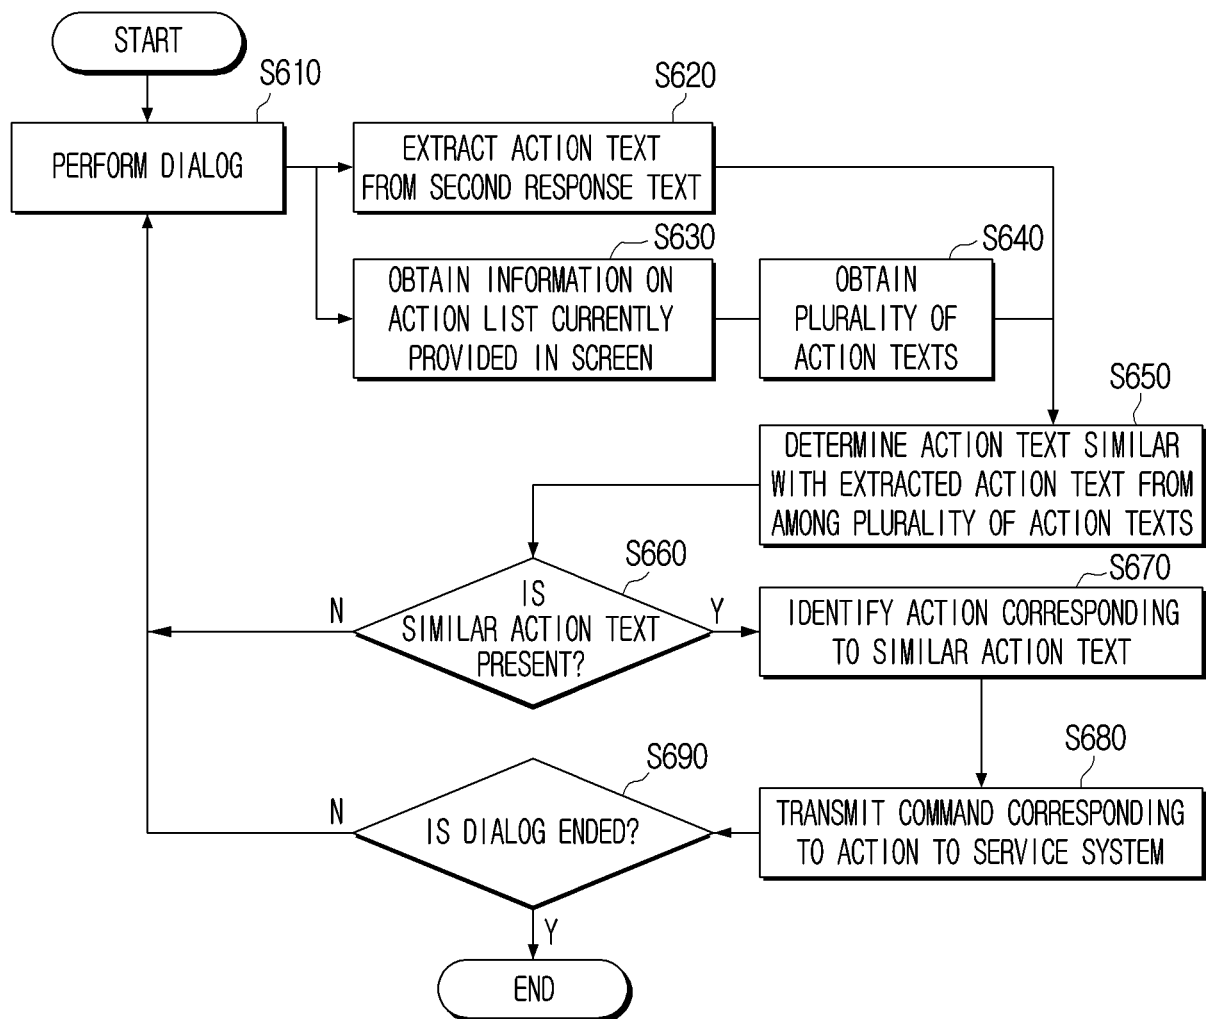 START
S610
PERFORM DIALOG
S620
EXTRACT ACTION TEXT
FROM SECOND RESPONSE TEXT
S630
OBTAIN INFORMATION ON
ACTION LIST CURRENTLY
PROVIDED IN SCREEN
S640
OBTAIN
PLURALITY OF
ACTION TEXTS
S650
DETERMINE ACTION TEXT SIMILAR
WITH EXTRACTED ACTION TEXT FROM
AMONG PLURALITY OF ACTION TEXTS
S660
IS
SIMILAR ACTION TEXT
PRESENT?
N
Y
S670
IDENTIFY ACTION CORRESPONDING
TO SIMILAR ACTION TEXT
S680
TRANSMIT COMMAND CORRESPONDING
TO ACTION TO SERVICE SYSTEM
S690
IS DIALOG ENDED?
N
Y
END